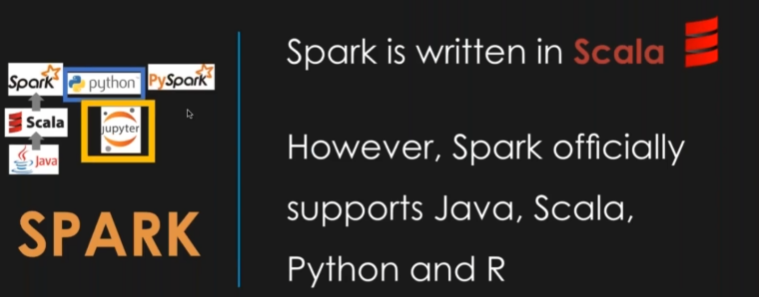 Spark
python
PySpark
Scala
jupyter
Java
SPARK
Spark is written in Scala
However, Spark officially
supports Java, Scala,
Python and R